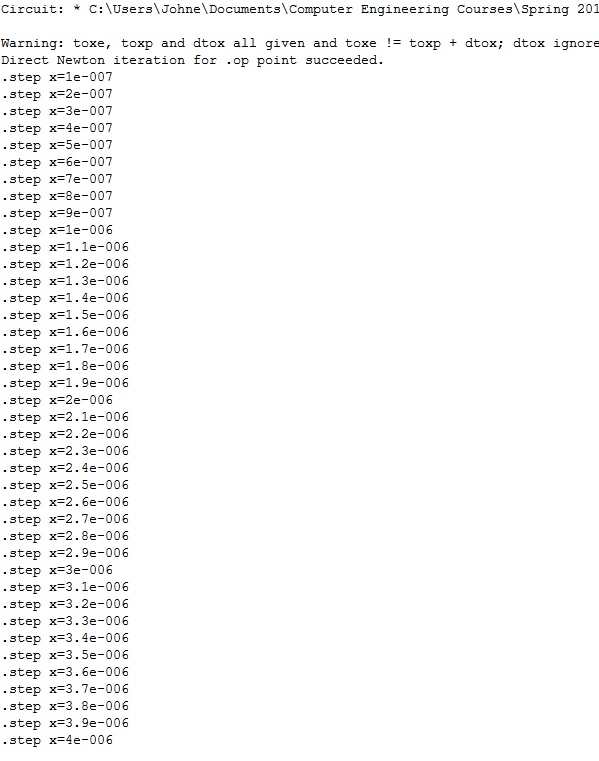 Circuit: * C:\Users\Johne\Documents\Computer Engineering Courses\Spring 201
Warning: toxe, toxp and dtox all given and toxe != toxp + dtox; dtox ignore
Direct Newton iteration for .op point succeeded.
.step x=1e-007
.step x=2e-007
.step x=3e-007
.step x=4e-007
.step x=5e-007
.step x=6e-007
.step x=7e-007
.step x=8e-007
.step x=9e-007
.step x=1e-006
.step x=1.1e-006
.step x=1.2e-006
.step x=1.3e-006
.step x=1.4e-006
.step x=1.5e-006
.step x=1.6e-006
.step x=1.7e-006
.step x=1.8e-006
.step x=1.9e-006
.step x=2e-006
.step x=2.1e-006
.step x=2.2e-006
.step x=2.3e-006
.step x=2.4e-006
.step x=2.5e-006
.step x=2.6e-006
.step x=2.7e-006
.step x=2.8e-006
.step x=2.9e-006
.step x=3e-006
.step x=3.1e-006
.step x=3.2e-006
.step x=3.3e-006
.step x=3.4e-006
.step x=3.5e-006
.step x=3.6e-006
.step x=3.7e-006
.step x=3.8e-006
.step x=3.9e-006
.step x=4e-006